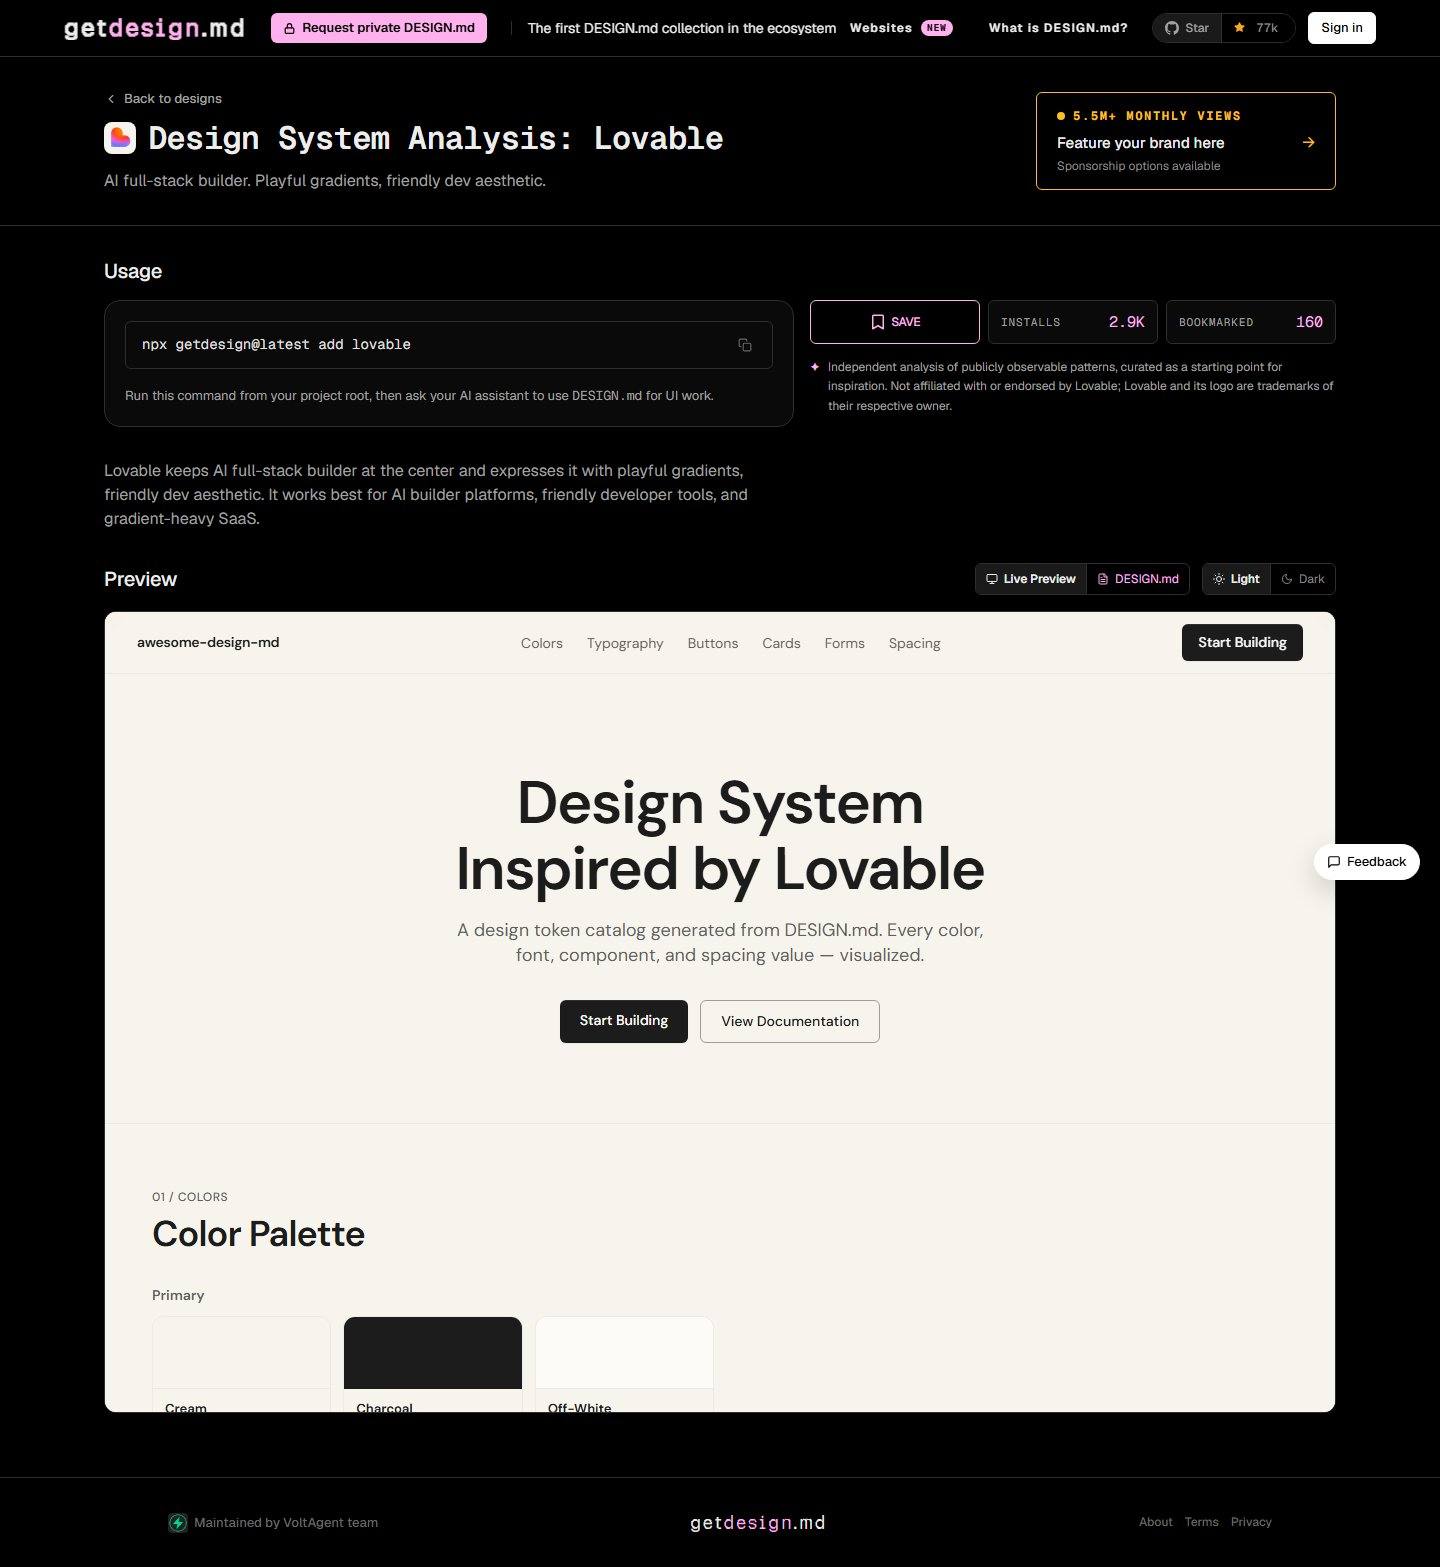 getdesign.md
Request private DESIGN.md
The first DESIGN.md collection in the ecosystem
Websites NEW
What is DESIGN.md?
Star
77k
Sign in
Back to designs
Design System Analysis: Lovable
AI full-stack builder. Playful gradients, friendly dev aesthetic.
5.5M+ MONTHLY VIEWS
Feature your brand here
Sponsorship options available
Usage
npx getdesign@latest add lovable
Run this command from your project root, then ask your AI assistant to use DESIGN.md for UI work.
SAVE
INSTALLS 2.9K
BOOKMARKED 160
Independent analysis of publicly observable patterns, curated as a starting point for
inspiration. Not affiliated with or endorsed by Lovable; Lovable and its logo are trademarks of
their respective owner.
Lovable keeps AI full-stack builder at the center and expresses it with playful gradients,
friendly dev aesthetic. It works best for AI builder platforms, friendly developer tools, and
gradient-heavy SaaS.
Preview
Live Preview
DESIGN.md
Light
Dark
awesome-design-md
Colors
Typography
Buttons
Cards
Forms
Spacing
Start Building
Design System
Inspired by Lovable
A design token catalog generated from DESIGN.md. Every color,
font, component, and spacing value — visualized.
Start Building
View Documentation
Feedback
01 / COLORS
Color Palette
Primary
Cream
Charcoal
Off-White
Maintained by VoltAgent team
getdesign.md
About
Terms
Privacy